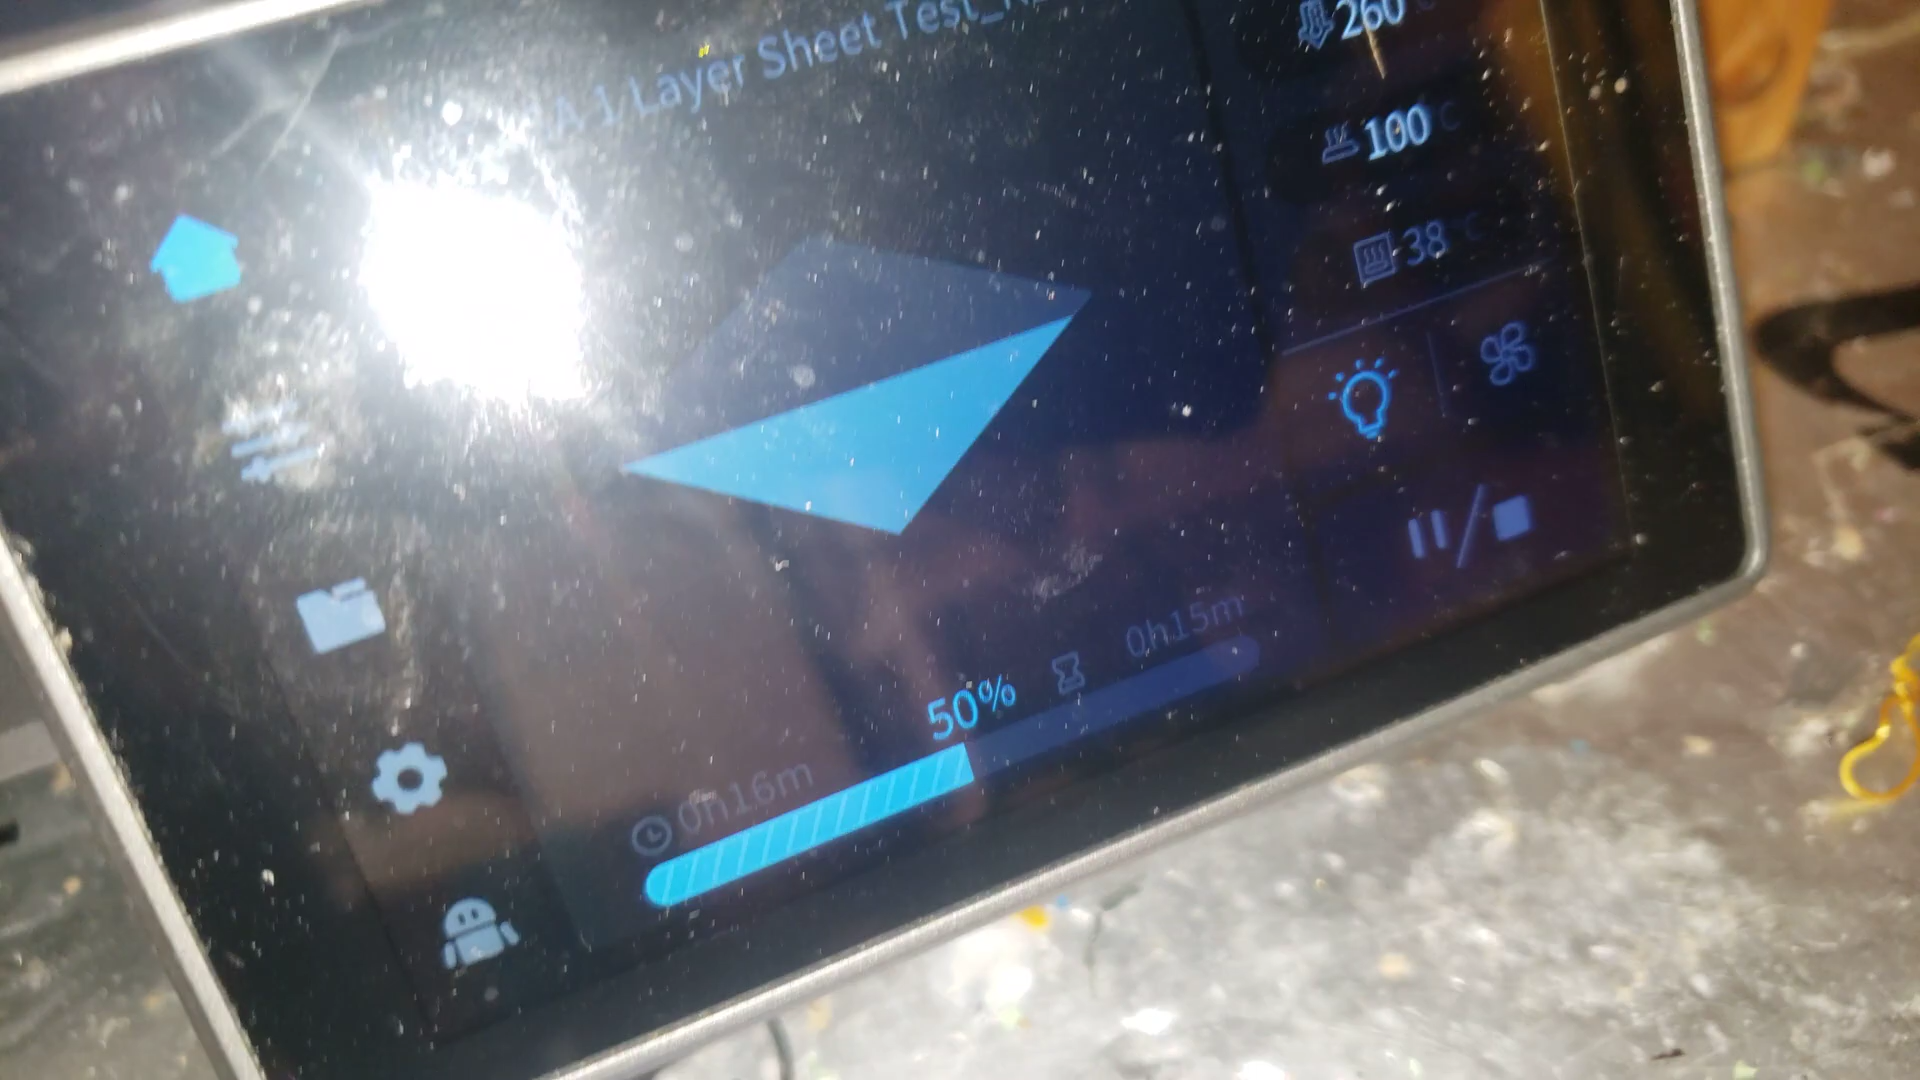 A 1 Layer Sheet Test_
260 °C
100 °C
38 °C
50%
0h15m
0h16m